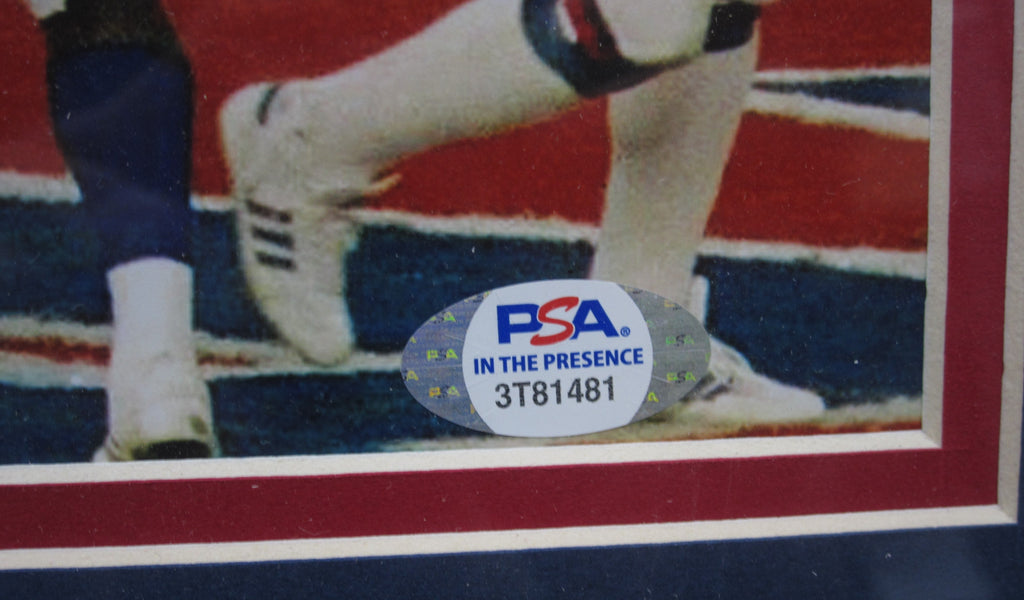 PSA®
IN THE PRESENCE
3T81481